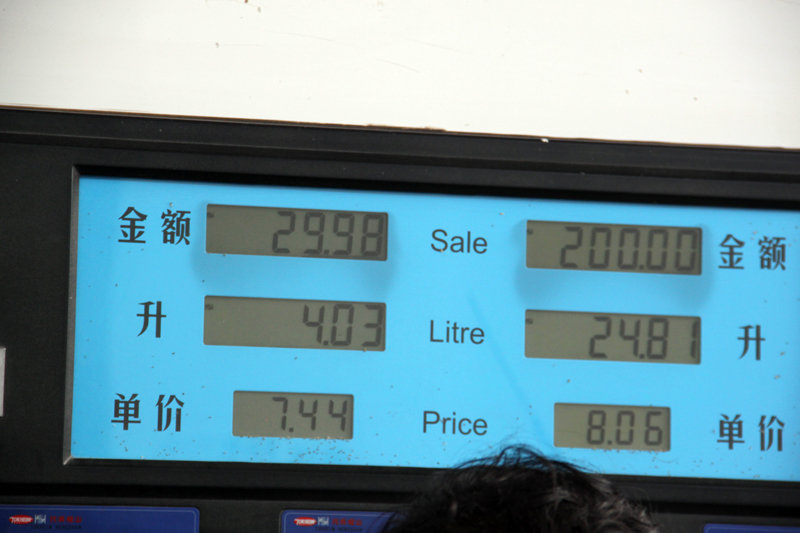 金额 29.98 Sale 200.00 金额
升 4.03 Litre 24.81 升
单价 7.44 Price 8.06 单价